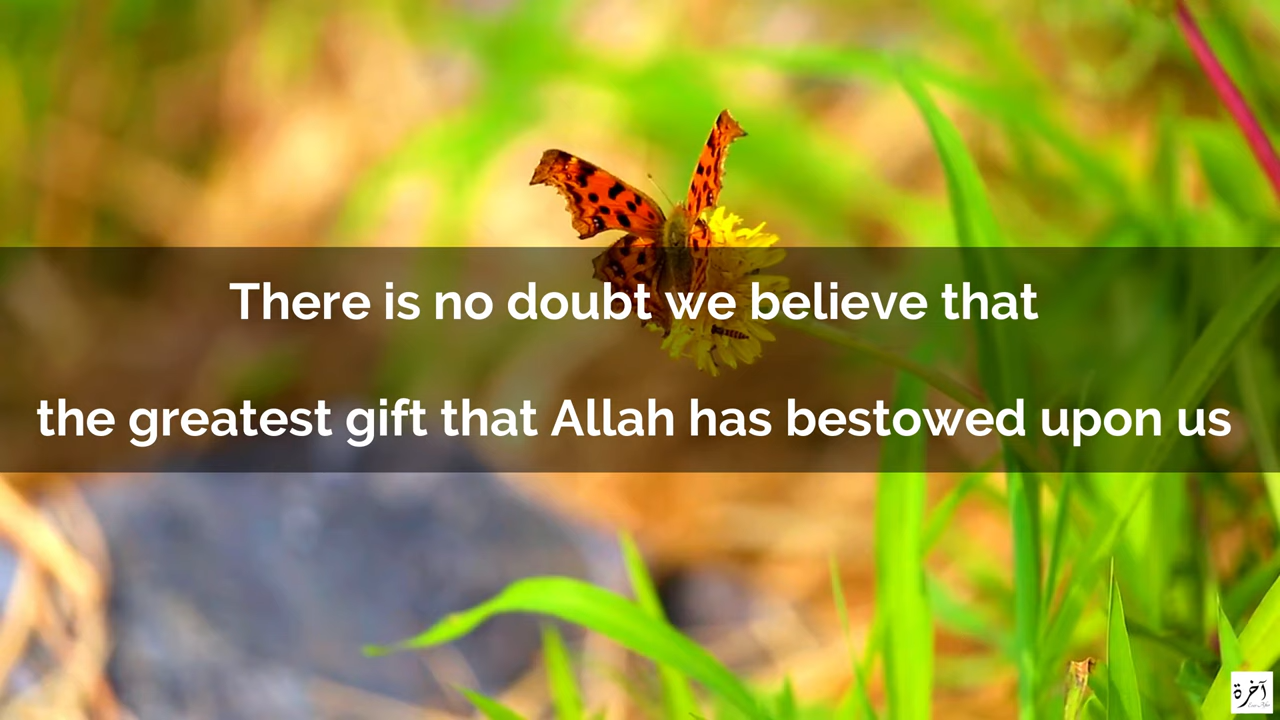 There is no doubt we believe that
the greatest gift that Allah has bestowed upon us
آخرة